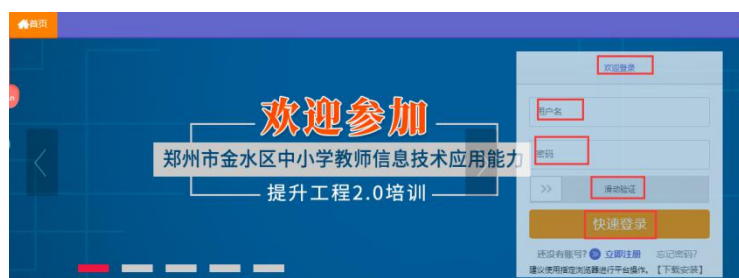 首页
欢迎登录
用户名
欢迎参加
郑州市金水区中小学教师信息技术应用能力
密码
>> 滑动验证
提升工程2.0培训
快速登录
还没有账号? 立即注册 忘记密码?
建议使用指定浏览器进行平台操作。【下载安装】